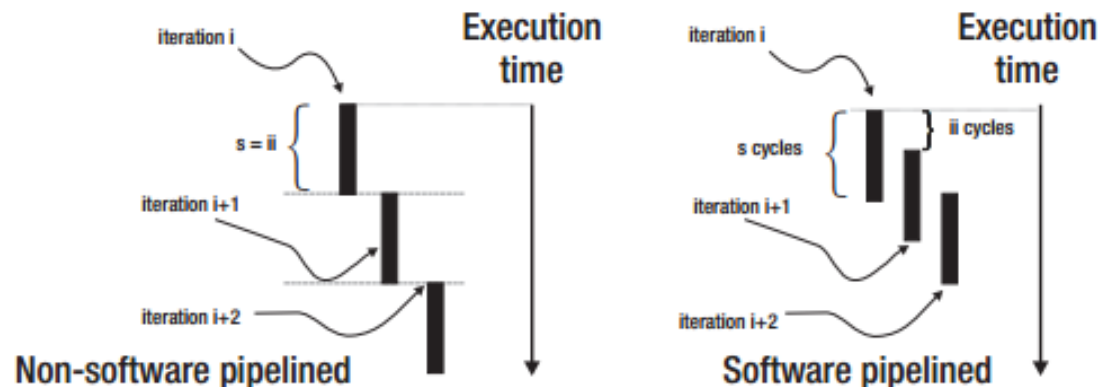 iteration i
Execution
time
s = ii
iteration i+1
iteration i+2
Non-software pipelined
iteration i
Execution
time
ii cycles
s cycles
iteration i+1
iteration i+2
Software pipelined